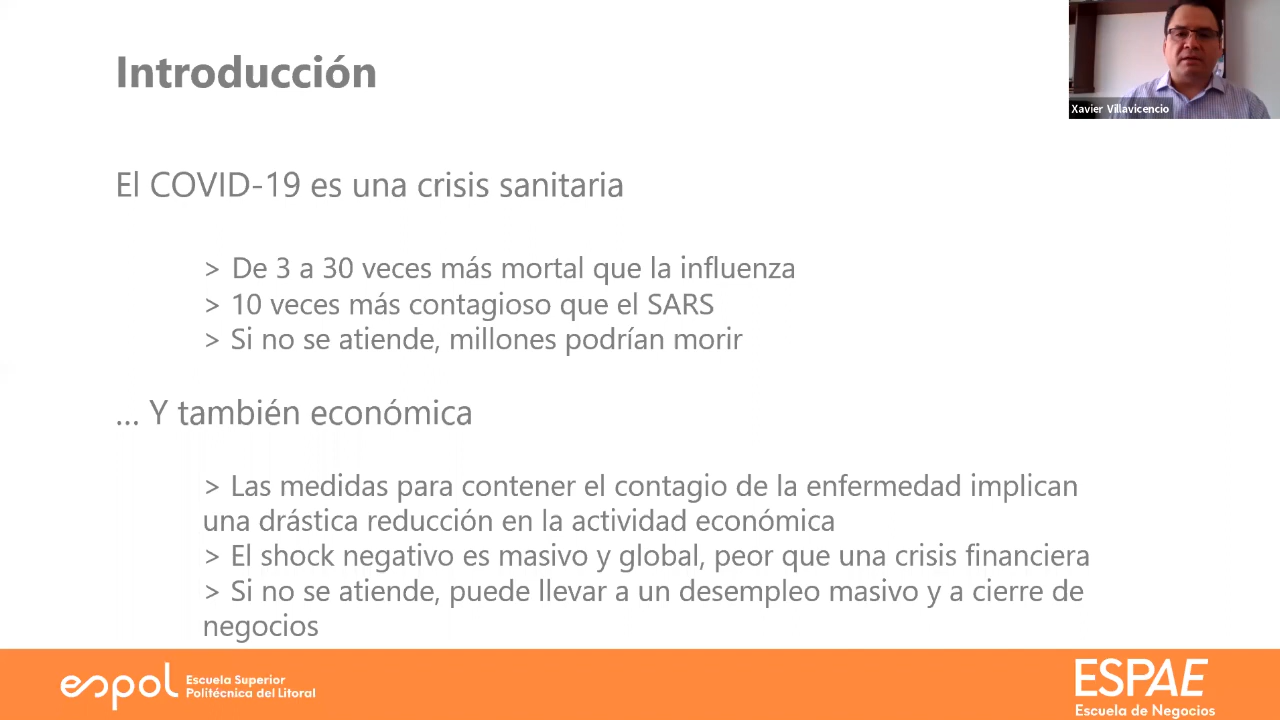 Introducción
Xavier Villavicencio
El COVID-19 es una crisis sanitaria
> De 3 a 30 veces más mortal que la influenza
> 10 veces más contagioso que el SARS
> Si no se atiende, millones podrían morir
... Y también económica
> Las medidas para contener el contagio de la enfermedad implican
una drástica reducción en la actividad económica
> El shock negativo es masivo y global, peor que una crisis financiera
> Si no se atiende, puede llevar a un desempleo masivo y a cierre de
negocios
espol
Escuela Superior
Politécnica del Litoral
ESPAE
Escuela de Negocios